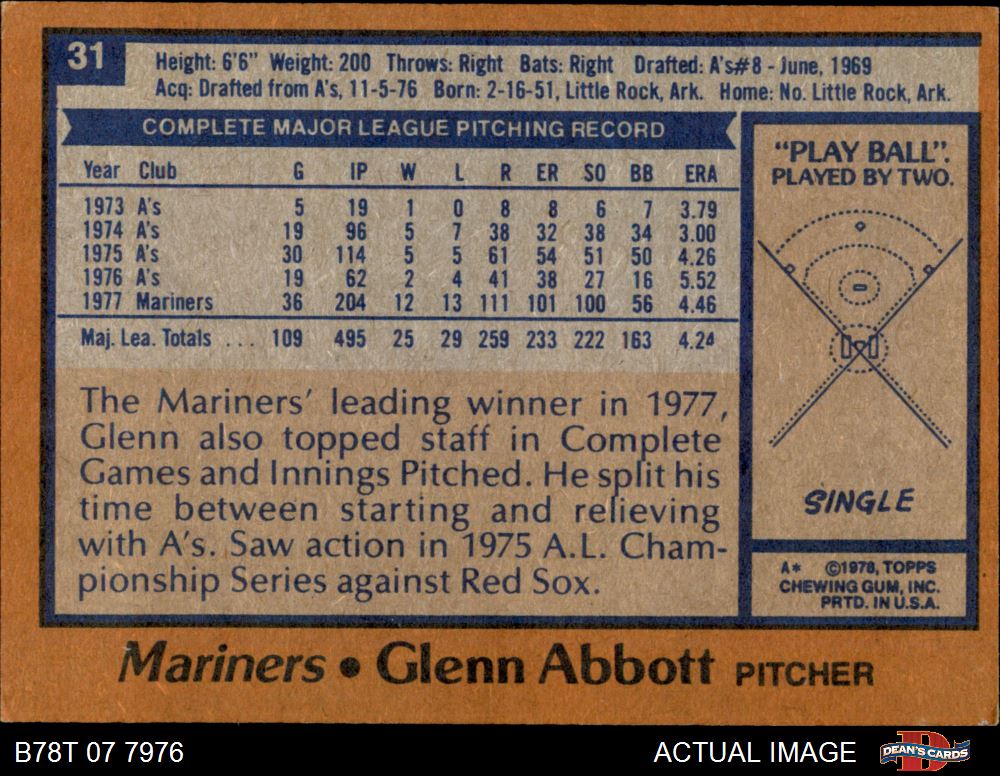 31
Height: 6'6" Weight: 200 Throws: Right Bats: Right Drafted: A's#8 - June, 1969
Acq: Drafted from A's, 11-5-76 Born: 2-16-51, Little Rock, Ark. Home: No. Little Rock, Ark.
COMPLETE MAJOR LEAGUE PITCHING RECORD
Year Club G IP W L R ER SO BB ERA
1973 A's 5 19 1 0 8 8 6 7 3.79
1974 A's 19 96 5 7 38 32 38 34 3.00
1975 A's 30 114 5 5 61 54 51 50 4.26
1976 A's 19 62 2 4 41 38 27 16 5.52
1977 Mariners 36 204 12 13 111 101 100 56 4.46
Maj. Lea. Totals ... 109 495 25 29 259 233 222 163 4.24
The Mariners' leading winner in 1977,
Glenn also topped staff in Complete
Games and Innings Pitched. He split his
time between starting and relieving
with A's. Saw action in 1975 A.L. Cham-
pionship Series against Red Sox.
"PLAY BALL".
PLAYED BY TWO.
SINGLE
A* ©1978, TOPPS
CHEWING GUM, INC.
PRTD. IN U.S.A.
Mariners • Glenn Abbott PITCHER
B78T 07 7976
ACTUAL IMAGE
D
DEAN'S CARDS